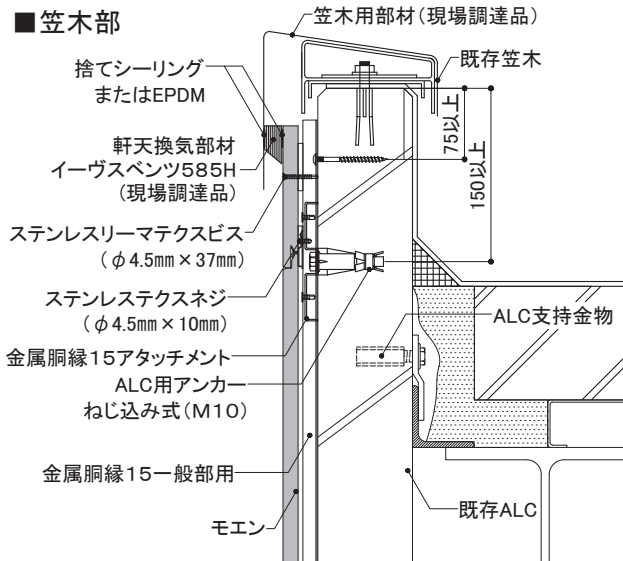 ■笠木部
笠木用部材(現場調達品)
既存笠木
捨てシーリング
またはEPDM
75以上
150以上
軒天換気部材
イーヴスベンツ585H
(現場調達品)
ステンレスリーマテクスビス
(φ4.5㎜×37㎜)
ステンレステクスネジ
(φ4.5㎜×10㎜)
ALC支持金物
金属胴縁15アタッチメント
ALC用アンカー
ねじ込み式(M10)
金属胴縁15一般部用
既存ALC
モエン